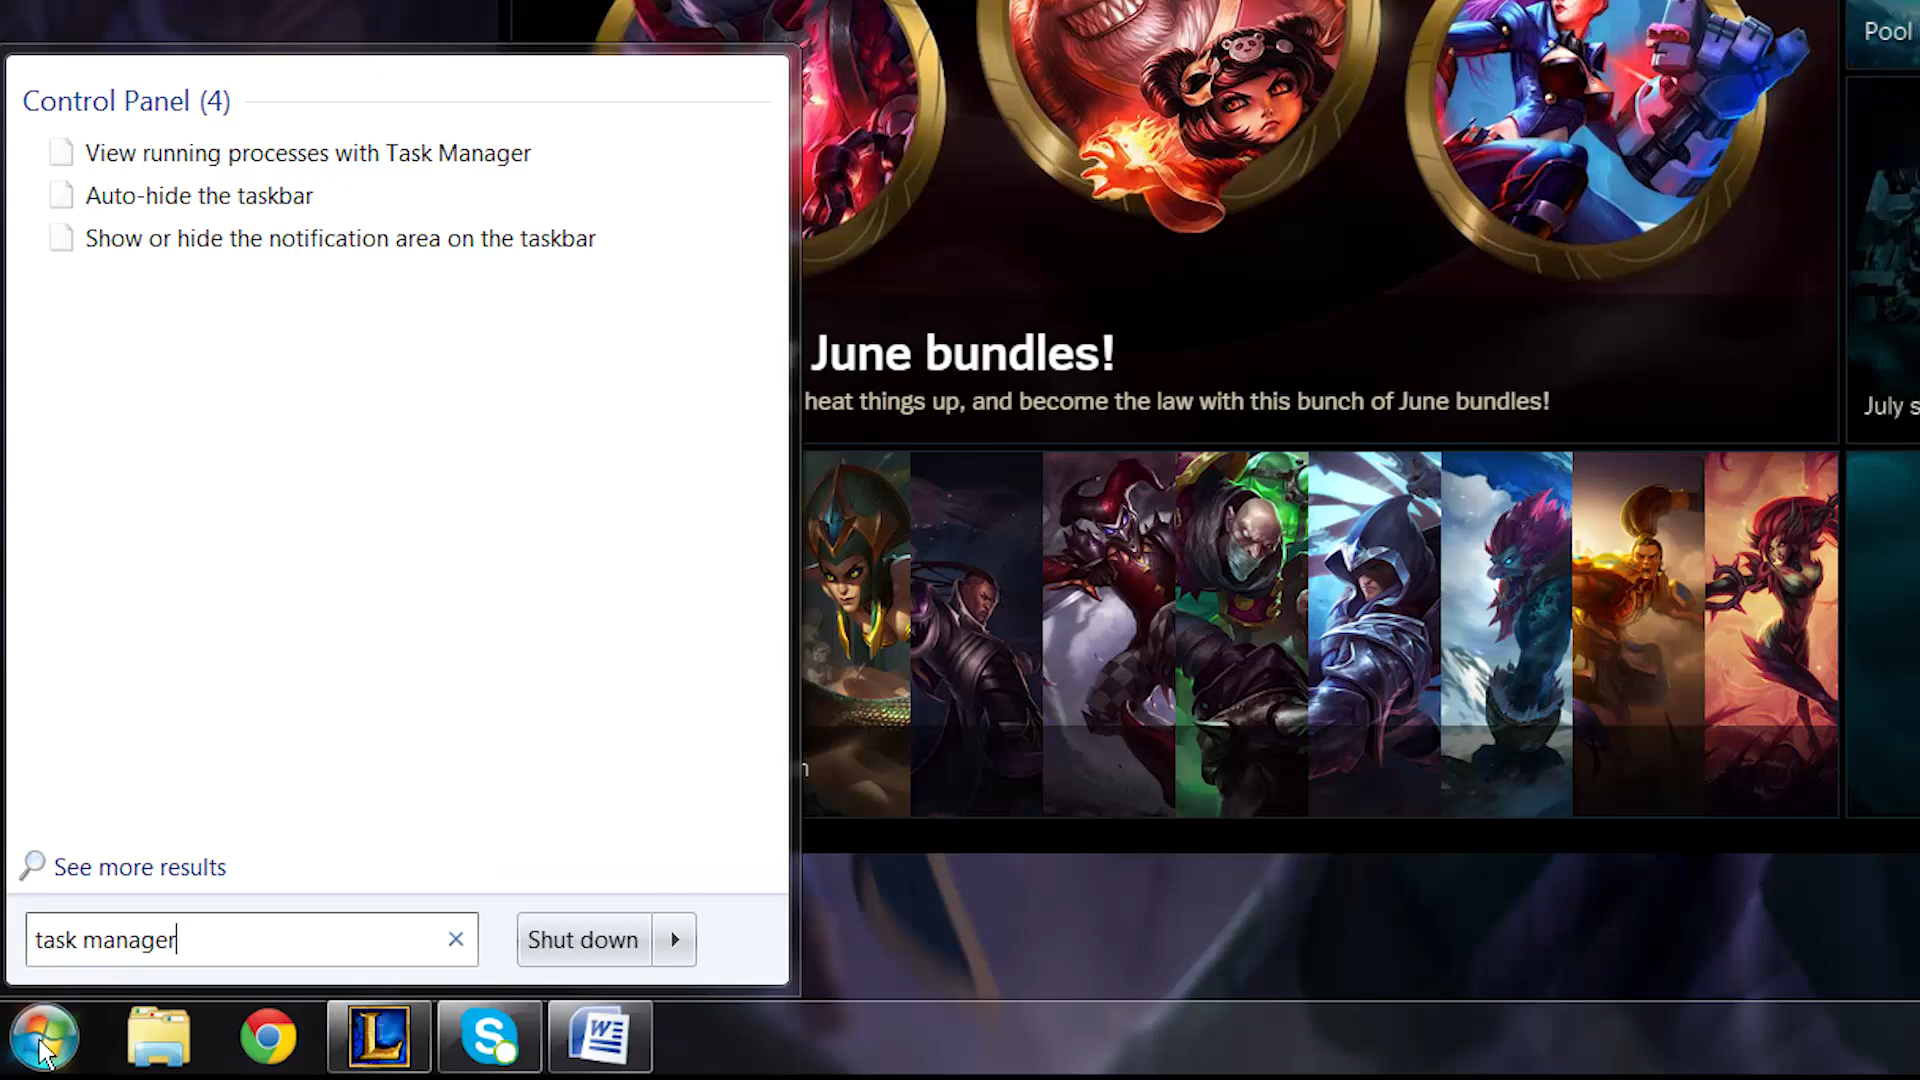 Control Panel (4)
View running processes with Task Manager
Auto-hide the taskbar
Show or hide the notification area on the taskbar
See more results
task manager
Shut down
Pool
June bundles!
heat things up, and become the law with this bunch of June bundles!
July s
n
L
S
W